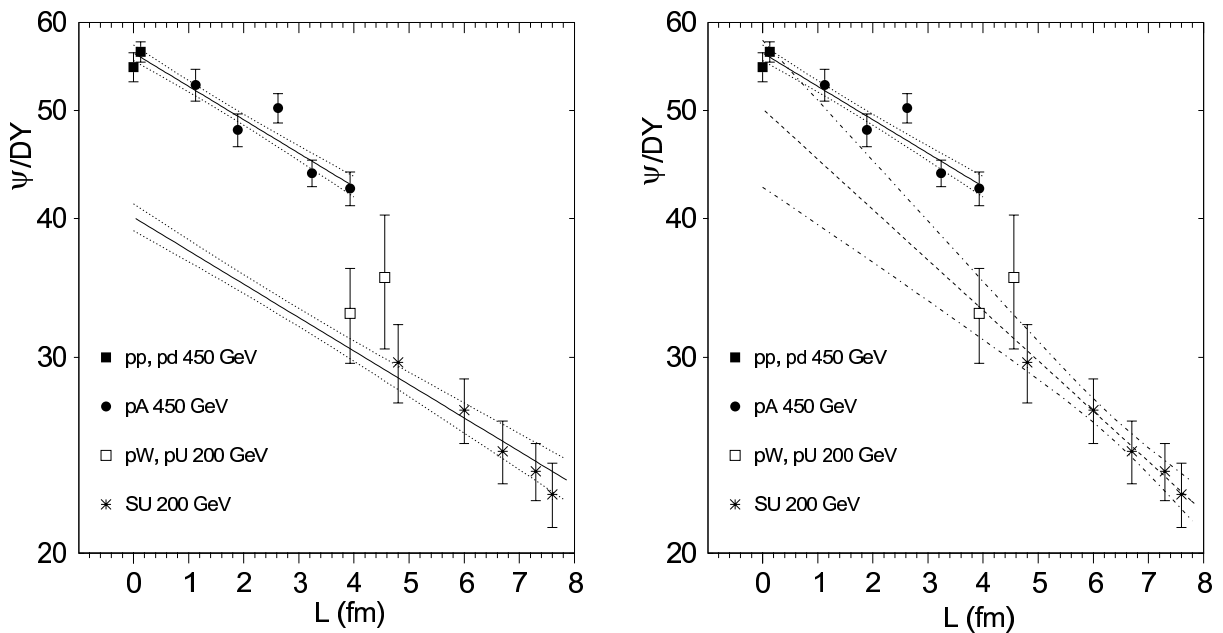 60
50
40
30
20
ψ/DY
pp, pd 450 GeV
pA 450 GeV
pW, pU 200 GeV
SU 200 GeV
0 1 2 3 4 5 6 7 8
L (fm)
60
50
40
30
20
ψ/DY
pp, pd 450 GeV
pA 450 GeV
pW, pU 200 GeV
SU 200 GeV
0 1 2 3 4 5 6 7 8
L (fm)